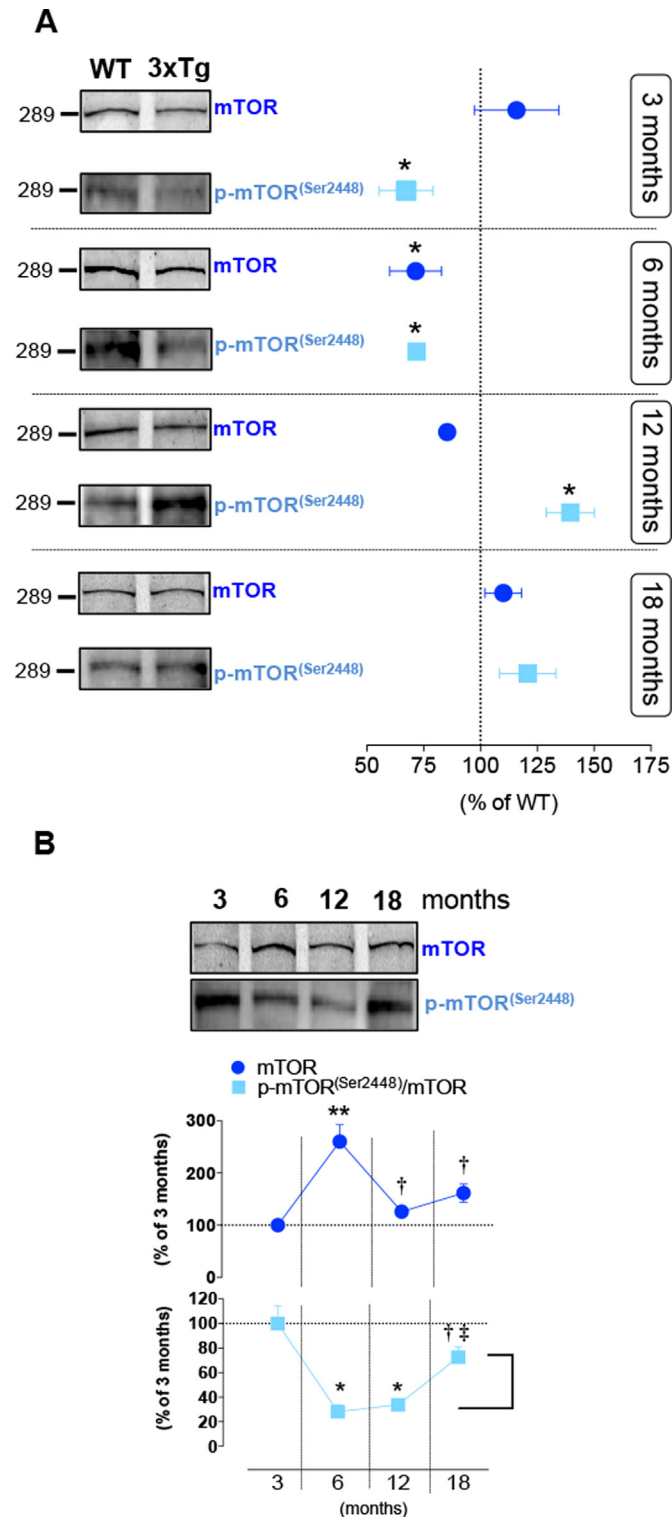 A
WT 3xTg
289 mTOR
*
289 p-mTOR(Ser2448)
3 months
289 mTOR
*
289 p-mTOR(Ser2448)
*
6 months
289 mTOR
289 p-mTOR(Ser2448)
*
12 months
289 mTOR
289 p-mTOR(Ser2448)
18 months
50 75 100 125 150 175
(% of WT)
B
3 6 12 18 months
mTOR
p-mTOR(Ser2448)
mTOR
p-mTOR(Ser2448)/mTOR
(% of 3 months)
300
200
100
0
** † †
(% of 3 months)
120
100
80
60
40
20
0
* * †‡
3 6 12 18
(months)